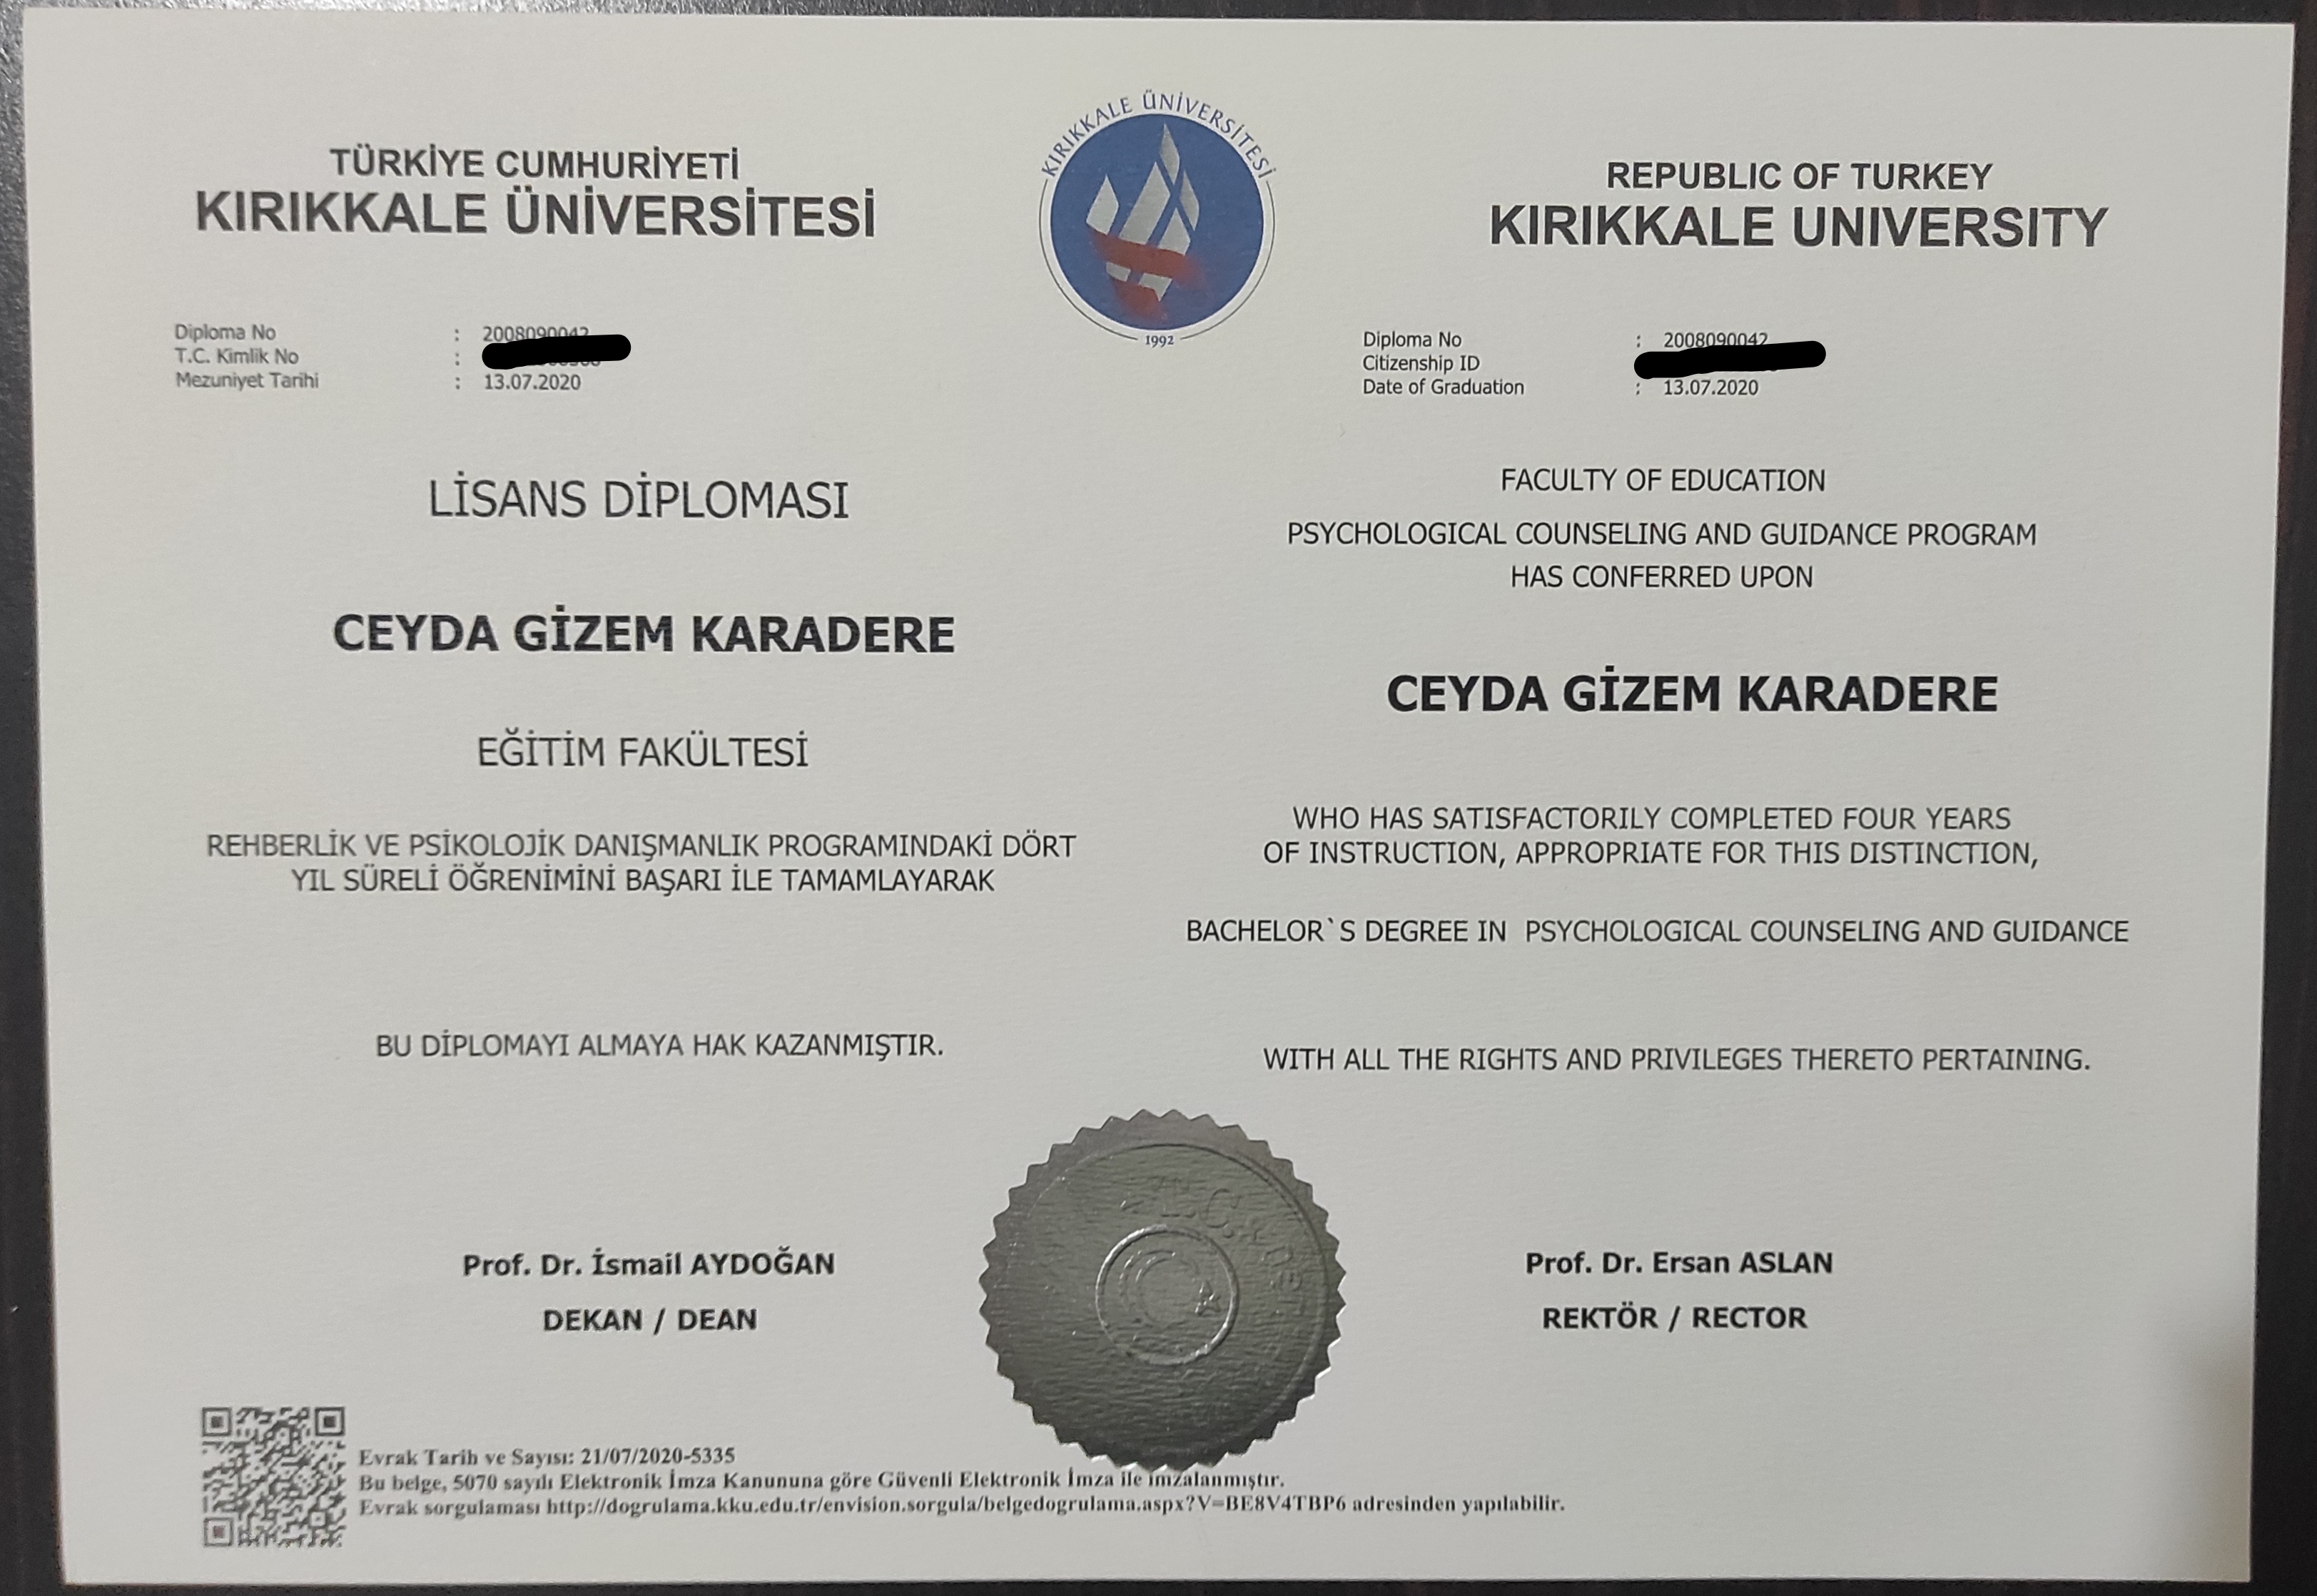 KIRIKKALE ÜNİVERSİTESİ
1992
TÜRKİYE CUMHURİYETİ
KIRIKKALE ÜNİVERSİTESİ
Diploma No : 2008090042
T.C. Kimlik No :
Mezuniyet Tarihi : 13.07.2020
LİSANS DİPLOMASI
CEYDA GİZEM KARADERE
EĞİTİM FAKÜLTESİ
REHBERLİK VE PSİKOLOJİK DANIŞMANLIK PROGRAMINDAKİ DÖRT
YIL SÜRELİ ÖĞRENİMİNİ BAŞARI İLE TAMAMLAYARAK
BU DİPLOMAYI ALMAYA HAK KAZANMIŞTIR.
Prof. Dr. İsmail AYDOĞAN
DEKAN / DEAN
REPUBLIC OF TURKEY
KIRIKKALE UNIVERSITY
Diploma No : 2008090042
Citizenship ID
Date of Graduation : 13.07.2020
FACULTY OF EDUCATION
PSYCHOLOGICAL COUNSELING AND GUIDANCE PROGRAM
HAS CONFERRED UPON
CEYDA GİZEM KARADERE
WHO HAS SATISFACTORILY COMPLETED FOUR YEARS
OF INSTRUCTION, APPROPRIATE FOR THIS DISTINCTION,
BACHELOR`S DEGREE IN PSYCHOLOGICAL COUNSELING AND GUIDANCE
WITH ALL THE RIGHTS AND PRIVILEGES THERETO PERTAINING.
Prof. Dr. Ersan ASLAN
REKTÖR / RECTOR
T.C.
Evrak Tarih ve Sayısı: 21/07/2020-5335
Bu belge, 5070 sayılı Elektronik İmza Kanununa göre Güvenli Elektronik İmza ile imzalanmıştır.
Evrak sorgulaması http://dogrulama.kku.edu.tr/envision.sorgula/belgedogrulama.aspx?V=BE8V4TBP6 adresinden yapılabilir.